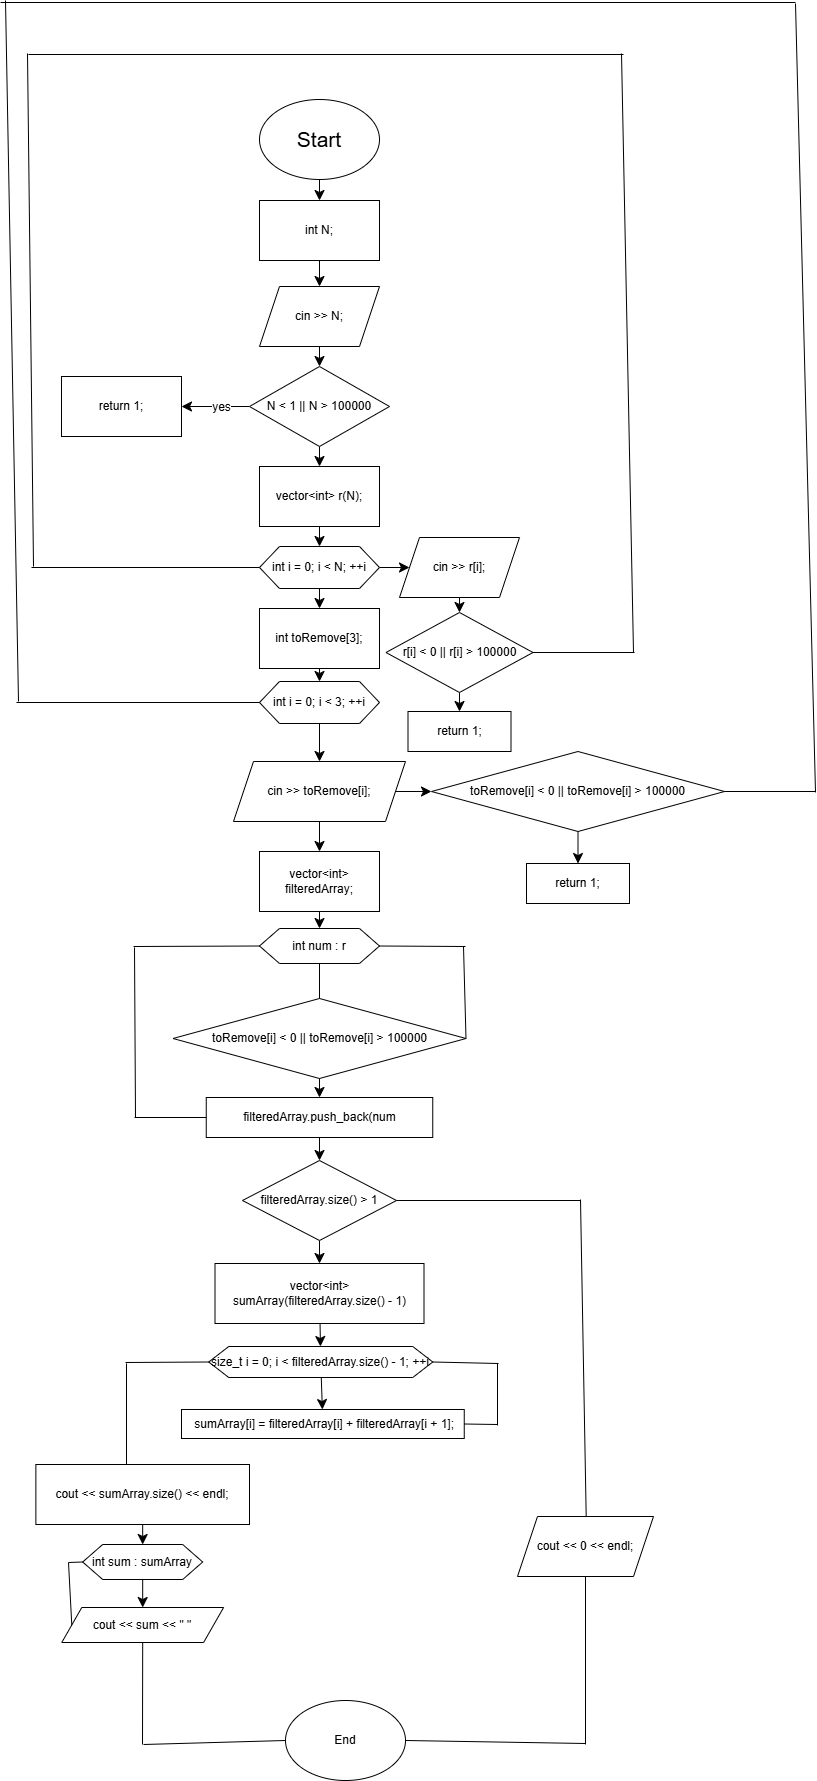 Start
int N;
cin >> N;
N < 1 || N > 100000
yes
return 1;
vector<int> r(N);
int i = 0; i < N; ++i
cin >> r[i];
int toRemove[3];
r[i] < 0 || r[i] > 100000
int i = 0; i < 3; ++i
return 1;
cin >> toRemove[i];
toRemove[i] < 0 || toRemove[i] > 100000
return 1;
vector<int>
filteredArray;
int num : r
toRemove[i] < 0 || toRemove[i] > 100000
filteredArray.push_back(num
filteredArray.size() > 1
vector<int>
sumArray(filteredArray.size() - 1)
size_t i = 0; i < filteredArray.size() - 1; ++i
sumArray[i] = filteredArray[i] + filteredArray[i + 1];
cout << sumArray.size() << endl;
int sum : sumArray
cout << 0 << endl;
cout << sum << " "
End